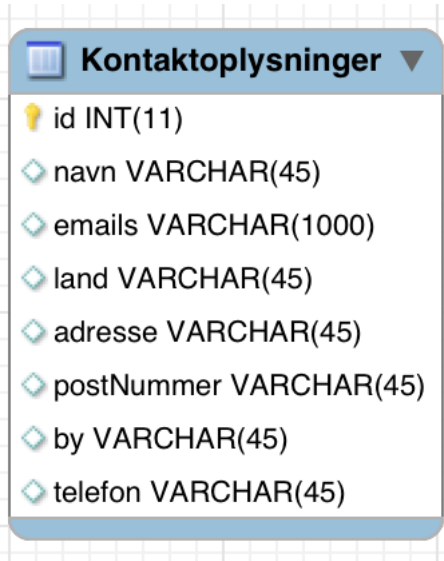 Kontaktoplysninger
id INT(11)
navn VARCHAR(45)
emails VARCHAR(1000)
land VARCHAR(45)
adresse VARCHAR(45)
postNummer VARCHAR(45)
by VARCHAR(45)
telefon VARCHAR(45)